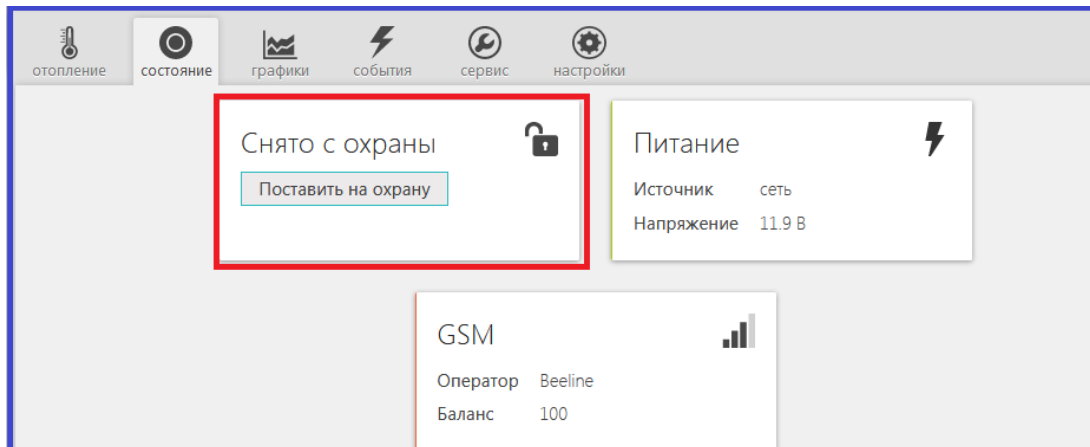 отопление
состояние
графики
события
сервис
настройки
Снято с охраны
Поставить на охрану
Питание
Источник сеть
Напряжение 11.9 В
GSM
Оператор Beeline
Баланс 100